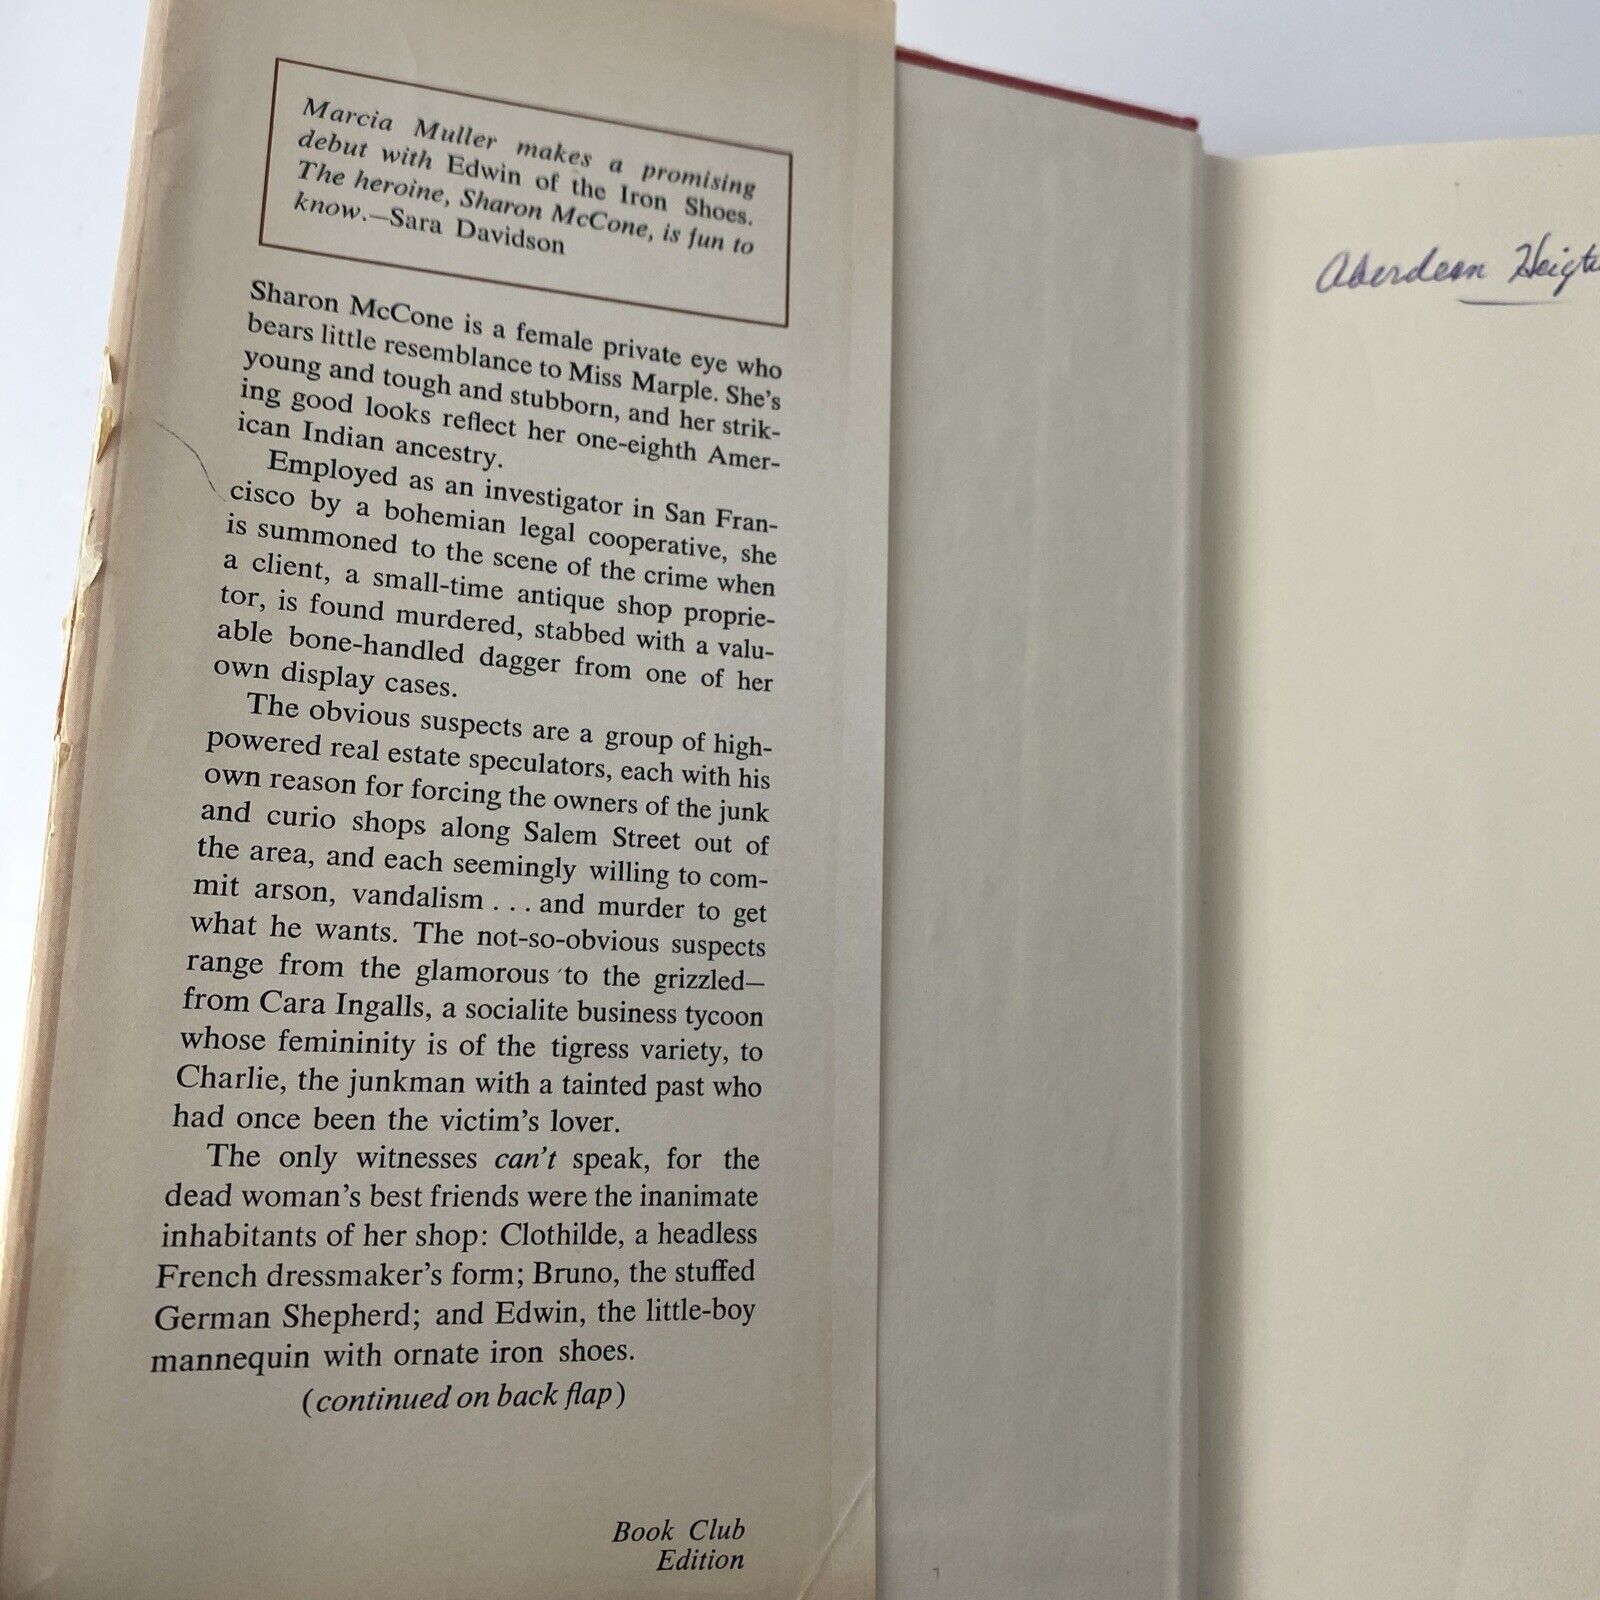 Marcia Muller makes a promising
debut with Edwin of the Iron Shoes.
The heroine, Sharon McCone, is fun to
know.—Sara Davidson
Sharon McCone is a female private eye who
bears little resemblance to Miss Marple. She's
young and tough and stubborn, and her strik-
ing good looks reflect her one-eighth Amer-
ican Indian ancestry.
Employed as an investigator in San Fran-
cisco by a bohemian legal cooperative, she
is summoned to the scene of the crime when
a client, a small-time antique shop proprie-
tor, is found murdered, stabbed with a valu-
able bone-handled dagger from one of her
own display cases.
The obvious suspects are a group of high-
powered real estate speculators, each with his
own reason for forcing the owners of the junk
and curio shops along Salem Street out of
the area, and each seemingly willing to com-
mit arson, vandalism . . . and murder to get
what he wants. The not-so-obvious suspects
range from the glamorous to the grizzled—
from Cara Ingalls, a socialite business tycoon
whose femininity is of the tigress variety, to
Charlie, the junkman with a tainted past who
had once been the victim's lover.
The only witnesses can't speak, for the
dead woman's best friends were the inanimate
inhabitants of her shop: Clothilde, a headless
French dressmaker's form; Bruno, the stuffed
German Shepherd; and Edwin, the little-boy
mannequin with ornate iron shoes.
(continued on back flap)
Book Club
Edition
Aberdeen